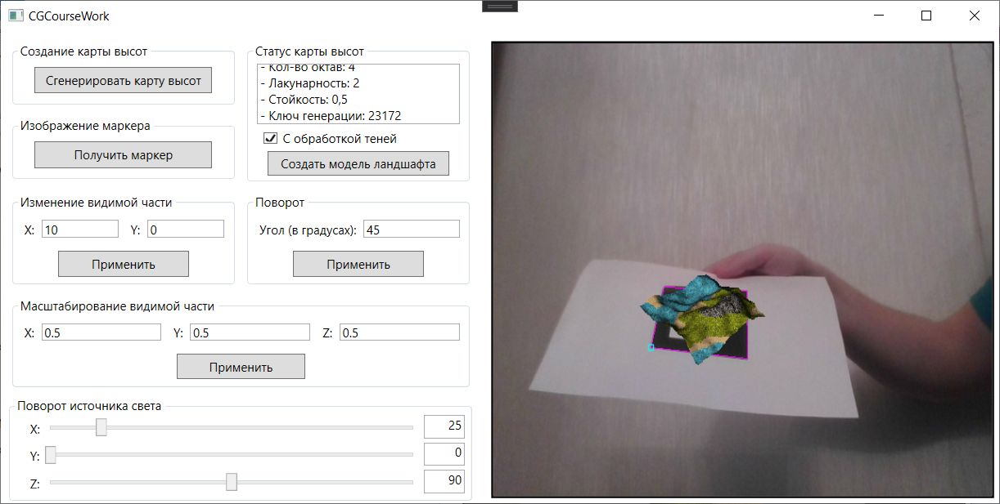 CGCourseWork
Создание карты высот
Сгенерировать карту высот
Изображение маркера
Получить маркер
Статус карты высот
- Кол-во октав: 4
- Лакунарность: 2
- Стойкость: 0,5
- Ключ генерации: 23172
С обработкой теней
Создать модель ландшафта
Изменение видимой части
X: 10 Y: 0
Применить
Поворот
Угол (в градусах): 45
Применить
Масштабирование видимой части
X: 0.5 Y: 0.5 Z: 0.5
Применить
Поворот источника света
X: 25
Y: 0
Z: 90